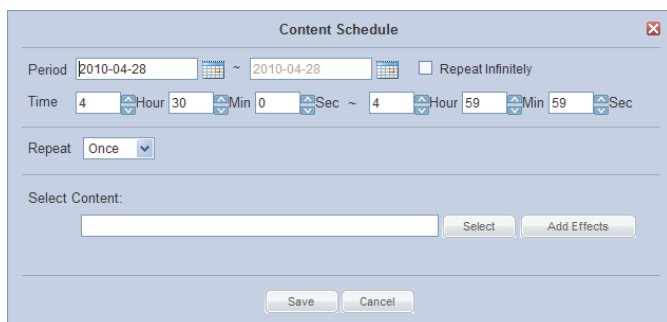 Content Schedule
Period 2010-04-28 ~ 2010-04-28 Repeat Infinitely
Time 4 Hour 30 Min 0 Sec ~ 4 Hour 59 Min 59 Sec
Repeat Once
Select Content:
Select Add Effects
Save Cancel